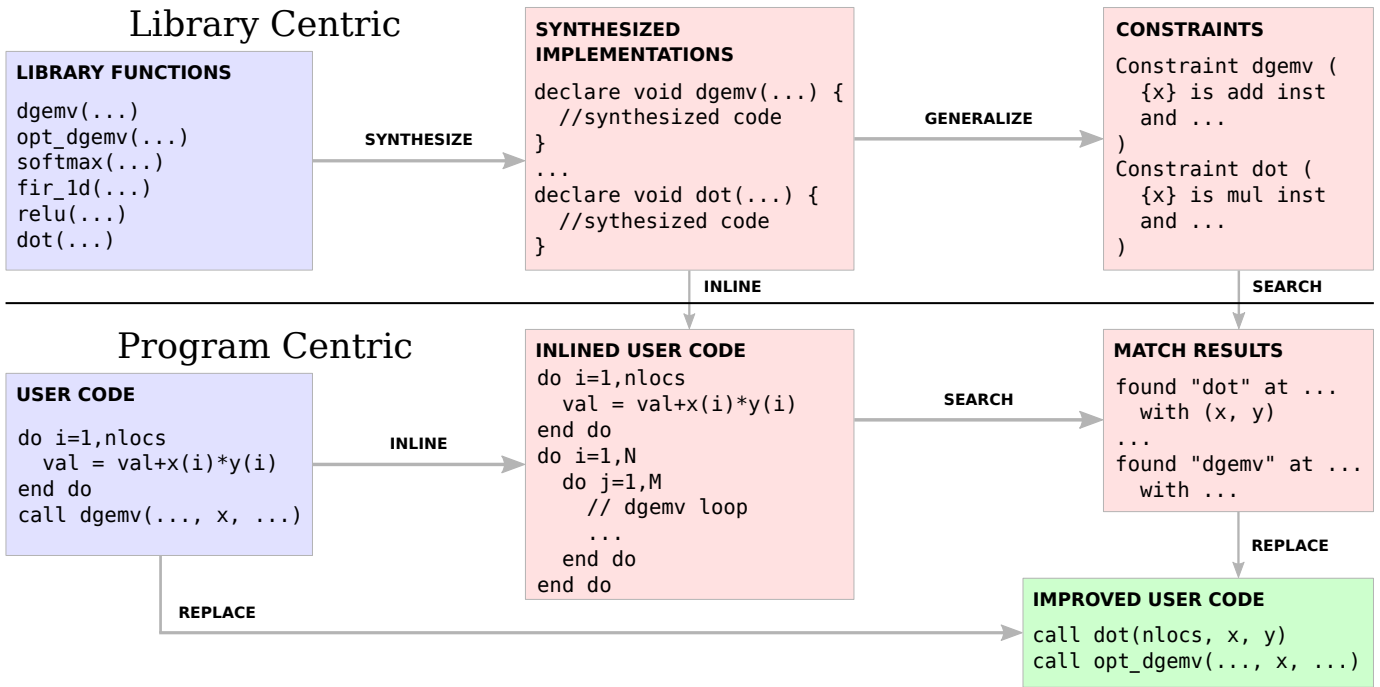 Library Centric
LIBRARY FUNCTIONS
dgemv(...)
opt_dgemv(...)
softmax(...)
fir_1d(...)
relu(...)
dot(...)
SYNTHESIZE
SYNTHESIZED
IMPLEMENTATIONS
declare void dgemv(...) {
//synthesized code
}
...
declare void dot(...) {
//sythesized code
}
GENERALIZE
CONSTRAINTS
Constraint dgemv (
{x} is add inst
and ...
)
Constraint dot (
{x} is mul inst
and ...
)
INLINE
SEARCH
Program Centric
USER CODE
do i=1,nlocs
val = val+x(i)*y(i)
end do
call dgemv(..., x, ...)
INLINE
INLINED USER CODE
do i=1,nlocs
val = val+x(i)*y(i)
end do
do i=1,N
do j=1,M
// dgemv loop
...
end do
end do
SEARCH
MATCH RESULTS
found "dot" at ...
with (x, y)
...
found "dgemv" at ...
with ...
REPLACE
REPLACE
IMPROVED USER CODE
call dot(nlocs, x, y)
call opt_dgemv(..., x, ...)